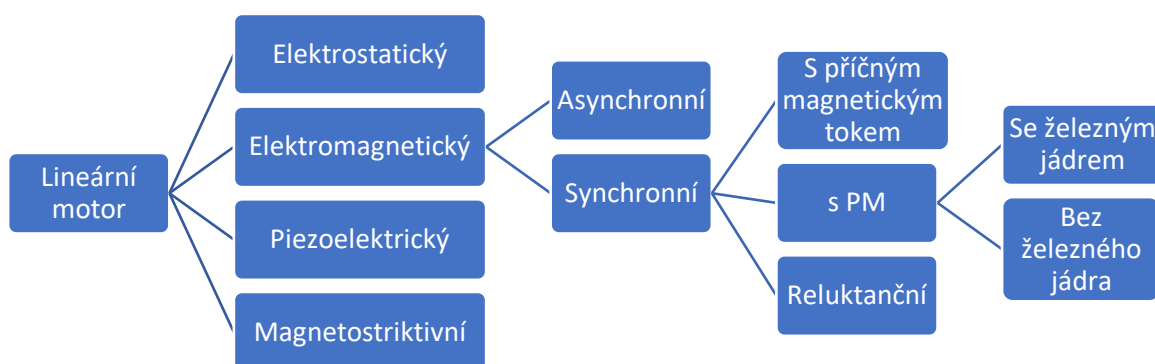 Lineární
motor
Elektrostatický
Elektromagnetický
Piezoelektrický
Magnetostriktivní
Asynchronní
Synchronní
S příčným
magnetickým
tokem
s PM
Reluktanční
Se železným
jádrem
Bez
železného
jádra